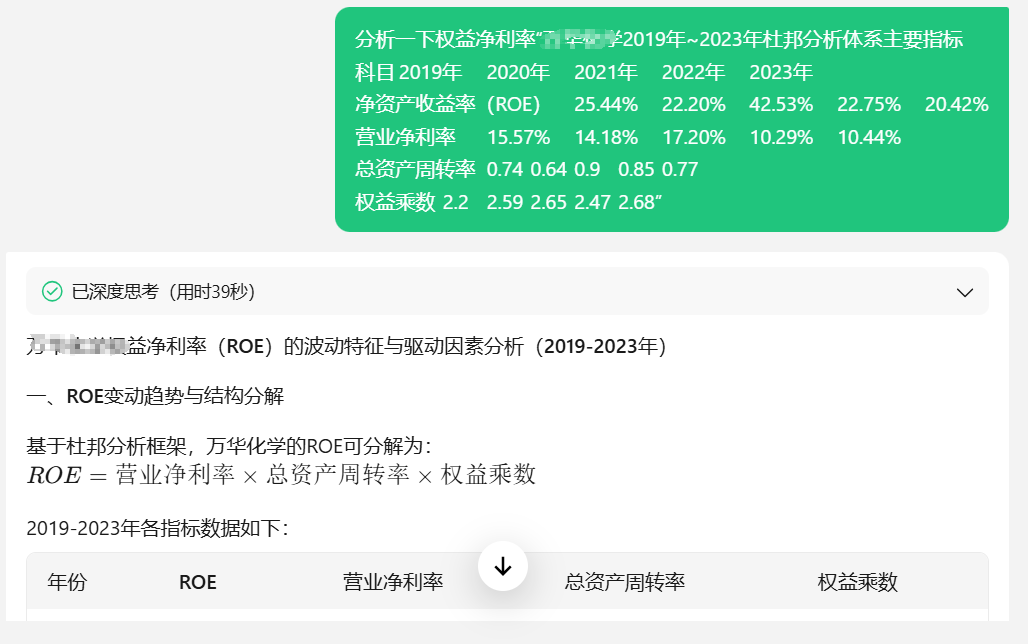 分析一下权益净利率“学2019年~2023年杜邦分析体系主要指标
科目 2019年 2020年 2021年 2022年 2023年
净资产收益率 (ROE) 25.44% 22.20% 42.53% 22.75% 20.42%
营业净利率 15.57% 14.18% 17.20% 10.29% 10.44%
总资产周转率 0.74 0.64 0.9 0.85 0.77
权益乘数 2.2 2.59 2.65 2.47 2.68”
已深度思考（用时39秒）
益净利率（ROE）的波动特征与驱动因素分析（2019-2023年）
一、ROE变动趋势与结构分解
基于杜邦分析框架，万华化学的ROE可分解为：
ROE = 营业净利率 × 总资产周转率 × 权益乘数
2019-2023年各指标数据如下：
年份 ROE 营业净利率 总资产周转率 权益乘数